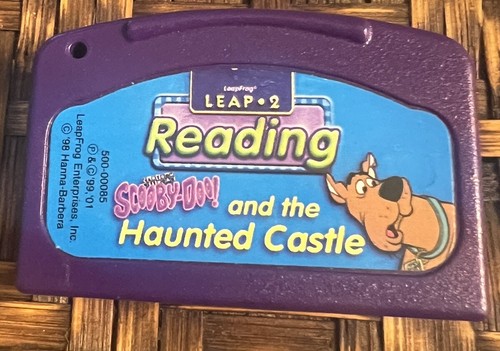 LeapFrog®
LEAP•2
Reading
SCOOBY-DOO!
and the
Haunted Castle
500-00085
Ⓟ & © '99, '01
LeapFrog Enterprises, Inc.
© '98 Hanna-Barbera